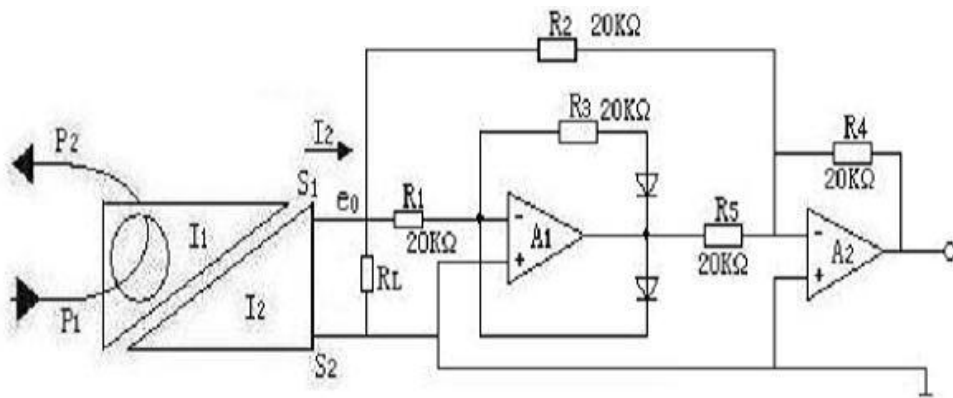 R2 20KΩ
R3 20KΩ
R4
20KΩ
P2
I2
S1
e0
R1
20KΩ
A1
R5
20KΩ
A2
I1
I2
RL
P1
S2
- +
- +